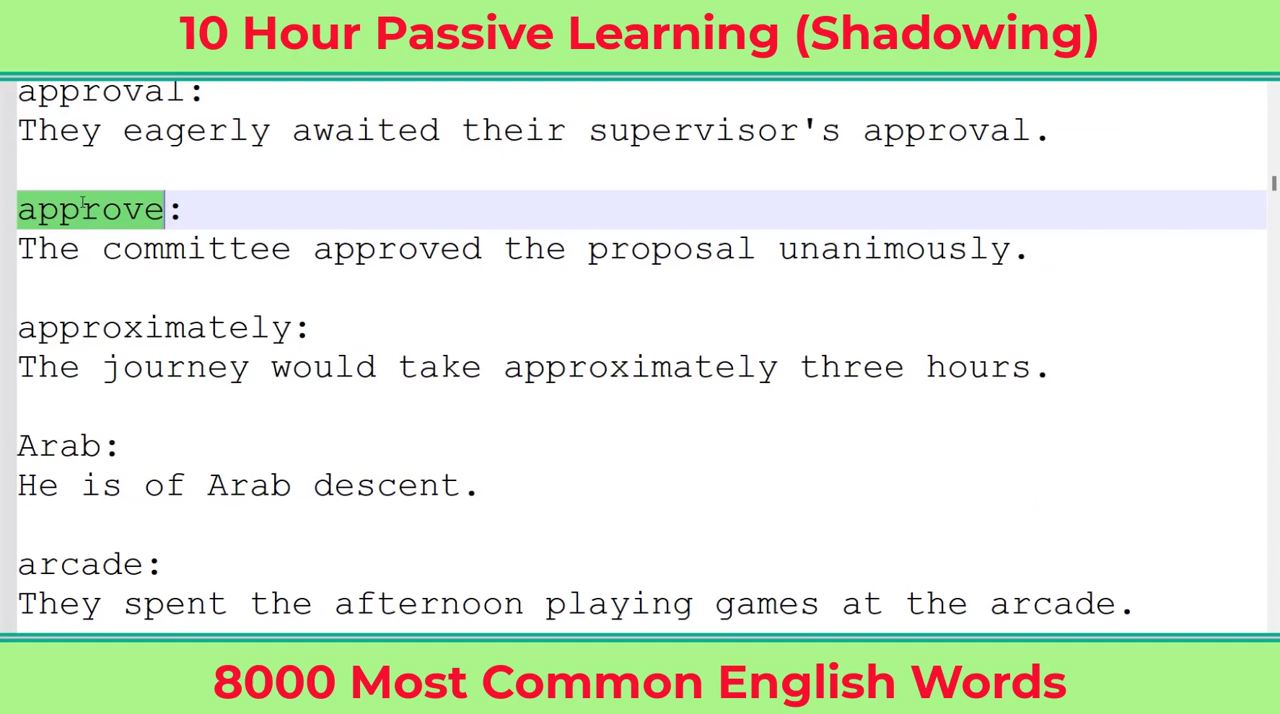 10 Hour Passive Learning (Shadowing)
approval:
They eagerly awaited their supervisor's approval.
approve:
The committee approved the proposal unanimously.
approximately:
The journey would take approximately three hours.
Arab:
He is of Arab descent.
arcade:
They spent the afternoon playing games at the arcade.
8000 Most Common English Words